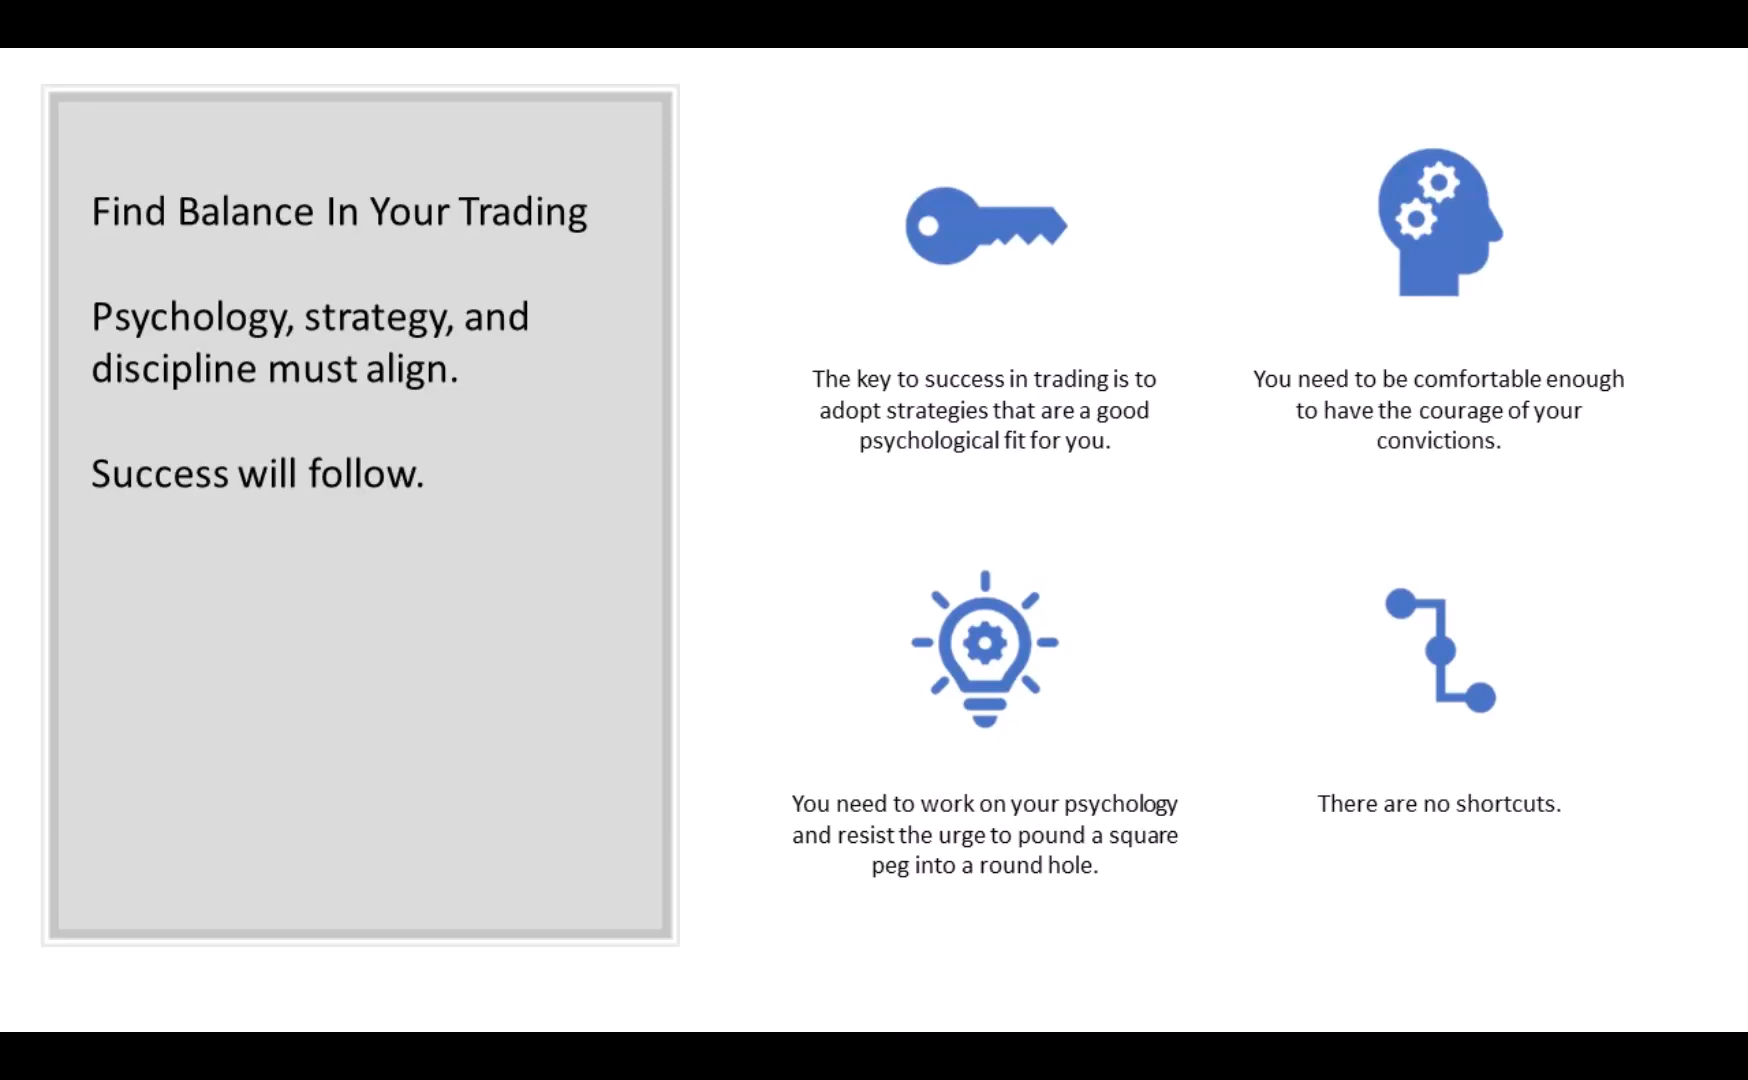 Find Balance In Your Trading
Psychology, strategy, and
discipline must align.
Success will follow.
The key to success in trading is to
adopt strategies that are a good
psychological fit for you.
You need to be comfortable enough
to have the courage of your
convictions.
You need to work on your psychology
and resist the urge to pound a square
peg into a round hole.
There are no shortcuts.